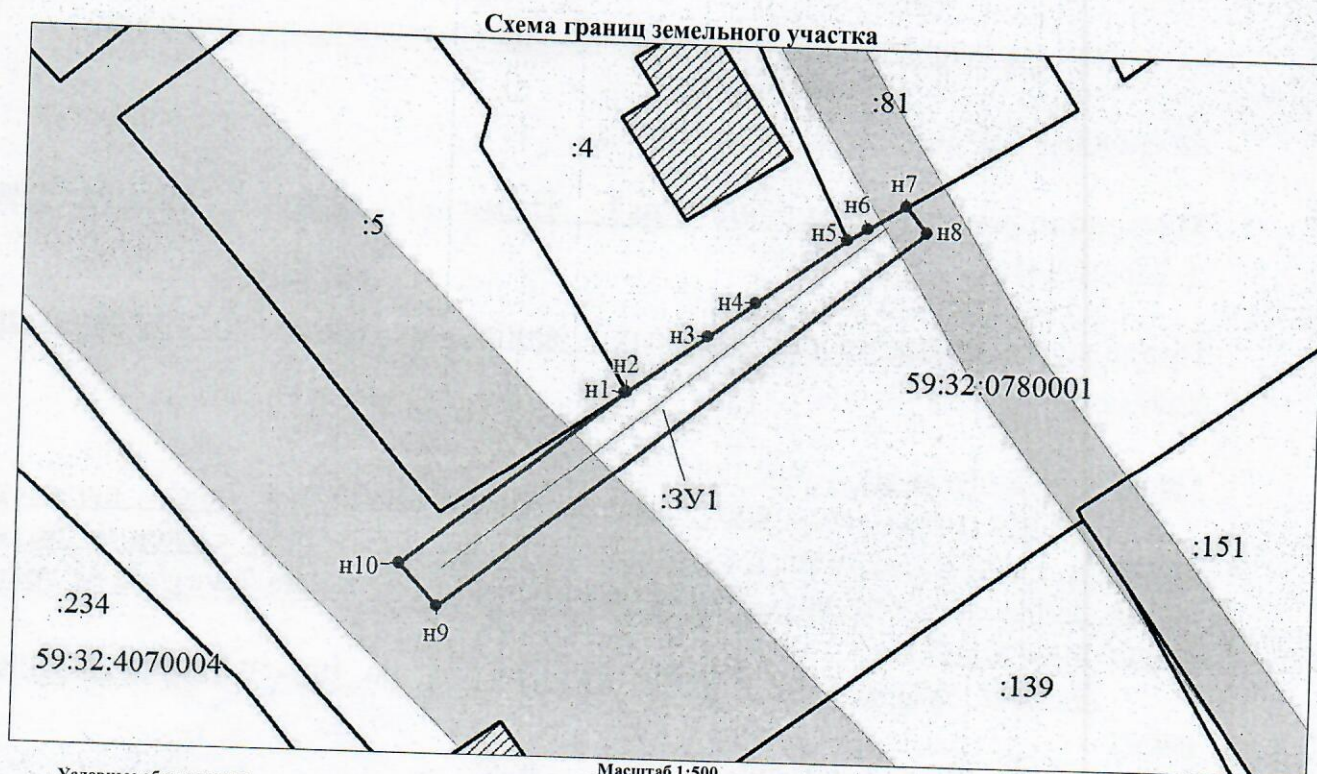 Схема границ земельного участка
:81
:4
н7
:5
н6
н5
н8
н4
н3
59:32:0780001
н2
н1
:ЗУ1
:151
н10
:234
н9
59:32:4070004
:139
Масштаб 1:500